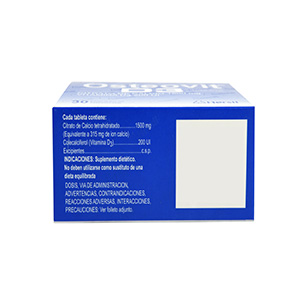 Osteovit
D3
30
Cada tableta contiene:
Citrato de Calcio tetrahidratado..................1500 mg
(Equivalente a 315 mg de ion calcio)
Colecalciferol (Vitamina D3)......................200 UI
Excipientes.............................................c.s.p.
INDICACIONES: Suplemento dietético.
No deben utilizarse como sustituto de una
dieta equilibrada
DOSIS, VIA DE ADMINISTRACION,
ADVERTENCIAS, CONTRAINDICACIONES,
REACCIONES ADVERSAS, INTERACCIONES,
PRECAUCIONES: Ver folleto adjunto.